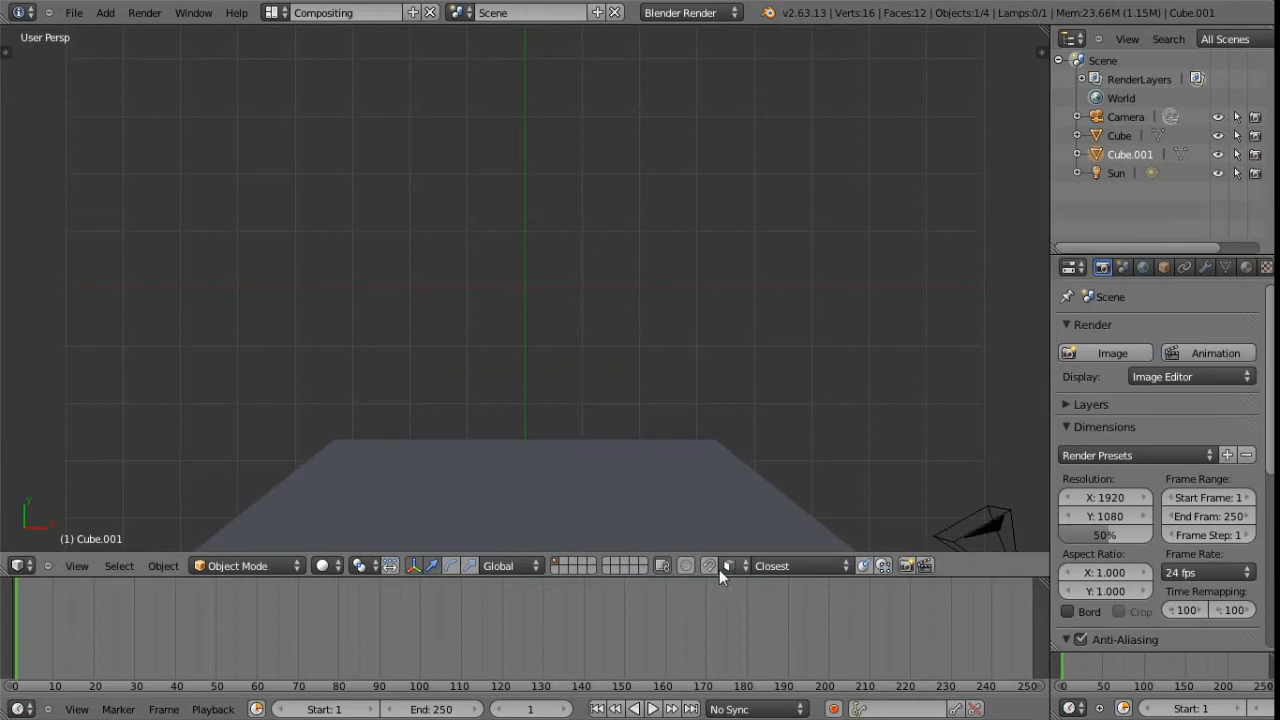 File Add Render Window Help Compositing Scene Blender Render v2.63.13 | Verts:16 | Faces:12 | Objects:1/4 | Lamps:0/1 | Mem:23.66M (1.15M) | Cube.001
User Persp
View Search All Scenes
Scene
RenderLayers
World
Camera
Cube
Cube.001
Sun
Scene
Render
Image Animation
Display: Image Editor
Layers
Dimensions
Render Presets
Resolution: Frame Range:
X: 1920 Start Frame: 1
Y: 1080 End Fram: 250
50% Frame Step: 1
Aspect Ratio: Frame Rate:
X: 1.000 24 fps
Y: 1.000 Time Remapping:
Bord Crop : 100 : 100
Anti-Aliasing
y
x
(1) Cube.001
View Select Object Object Mode Global Closest
0 10 20 30 40 50 60 70 80 90 100 110 120 130 140 150 160 170 180 190 200 210 220 230 240 250
0 50 100 150 200 250
View Marker Frame Playback Start: 1 End: 250 1 No Sync
Start: 1